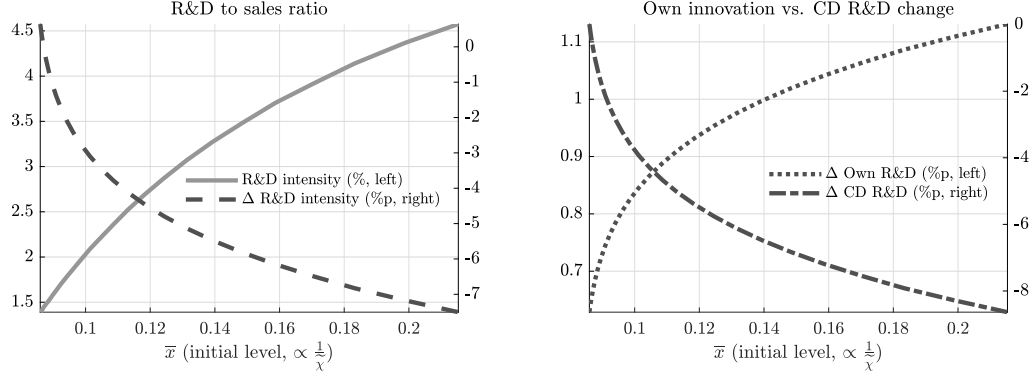 R&D to sales ratio
4.5
4
3.5
3
2.5
2
1.5
0
-1
-2
-3
-4
-5
-6
-7
R&D intensity (%, left)
Δ R&D intensity (%p, right)
0.1 0.12 0.14 0.16 0.18 0.2
x̅ (initial level, ∝ 1/χ̃)
Own innovation vs. CD R&D change
1.1
1
0.9
0.8
0.7
0
-2
-4
-6
-8
Δ Own R&D (%p, left)
Δ CD R&D (%p, right)
0.1 0.12 0.14 0.16 0.18 0.2
x̅ (initial level, ∝ 1/χ̃)